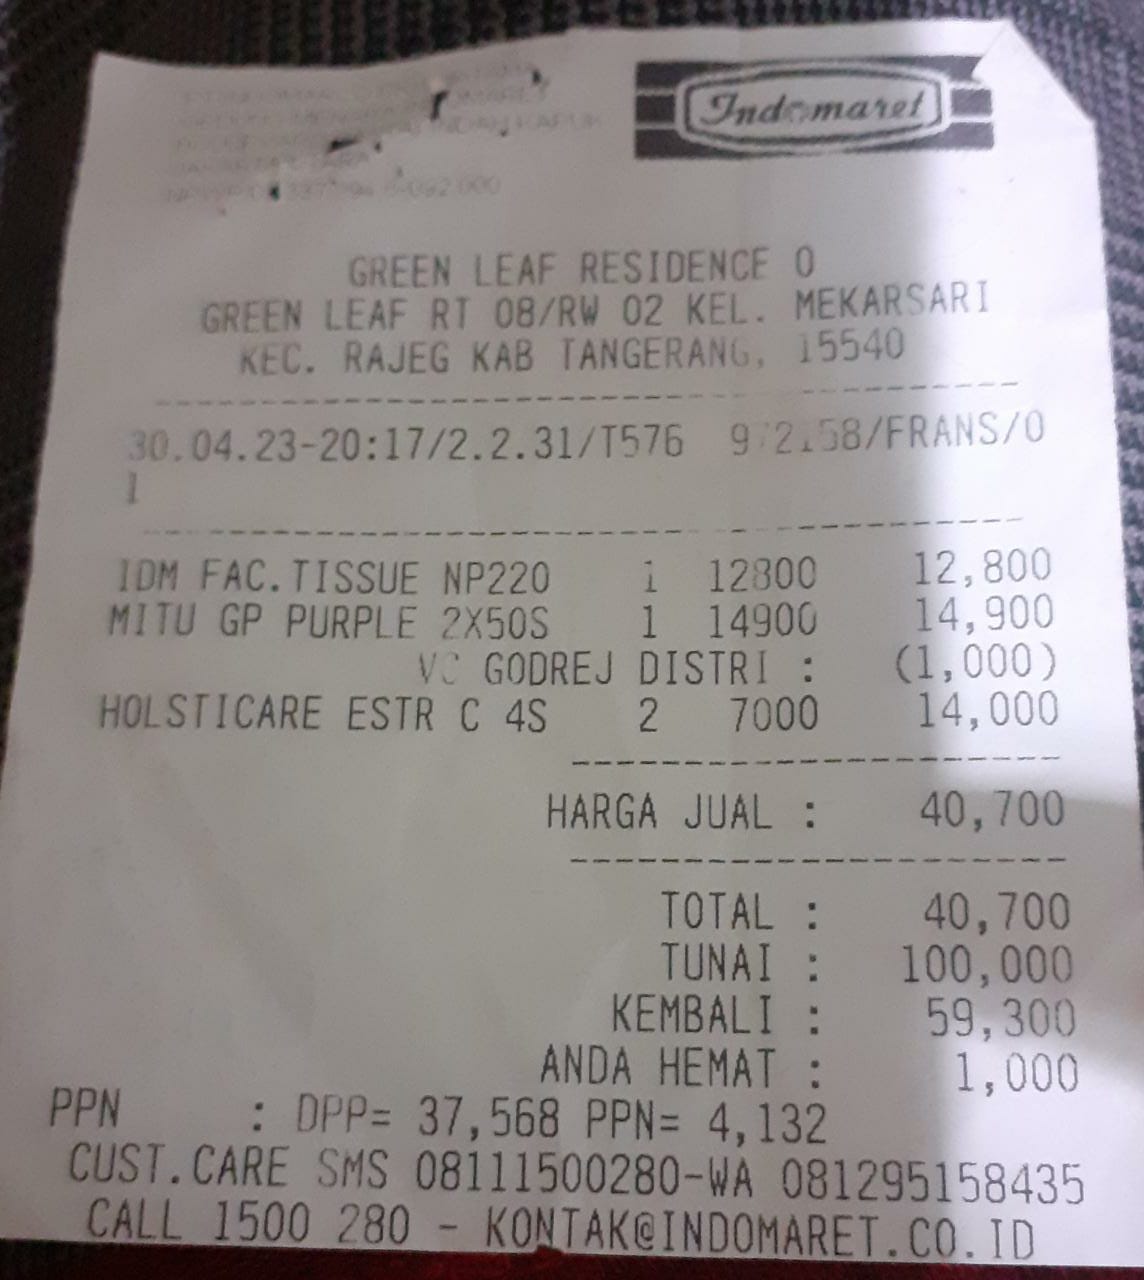 Indomaret
GREEN LEAF RESIDENCE 0
GREEN LEAF RT 08/RW 02 KEL. MEKARSARI
KEC. RAJEG KAB TANGERANG, 15540
30.04.23-20:17/2.2.31/T576 972158/FRANS/0
1
IDM FAC.TISSUE NP220 1 12800 12,800
MITU GP PURPLE 2X50S 1 14900 14,900
VC GODREJ DISTRI : (1,000)
HOLSTICARE ESTR C 4S 2 7000 14,000
HARGA JUAL : 40,700
TOTAL : 40,700
TUNAI : 100,000
KEMBALI : 59,300
ANDA HEMAT : 1,000
PPN : DPP= 37,568 PPN= 4,132
CUST.CARE SMS 08111500280-WA 081295158435
CALL 1500 280 - KONTAK@INDOMARET.CO.ID